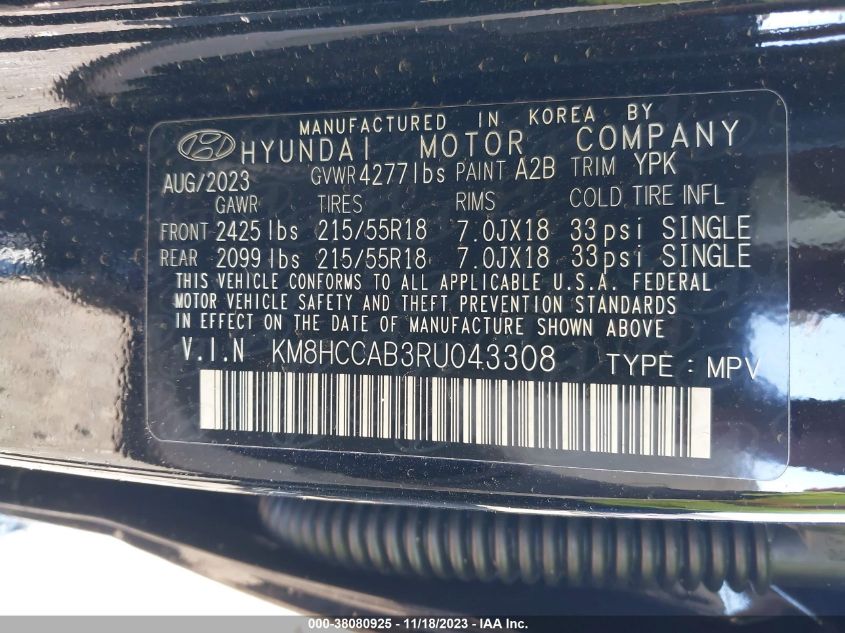 MANUFACTURED IN KOREA BY
HYUNDAI MOTOR COMPANY
AUG/2023 GVWR 4277lbs PAINT A2B TRIM YPK
GAWR TIRES RIMS COLD TIRE INFL
FRONT 2425lbs 215/55R18 7.0JX18 33psi SINGLE
REAR 2099lbs 215/55R18 7.0JX18 33psi SINGLE
THIS VEHICLE CONFORMS TO ALL APPLICABLE U.S.A. FEDERAL
MOTOR VEHICLE SAFETY AND THEFT PREVENTION STANDARDS
IN EFFECT ON THE DATE OF MANUFACTURE SHOWN ABOVE
V.I.N KM8HCCAB3RU043308 TYPE : MPV
000-38080925 - 11/18/2023 - IAA Inc.